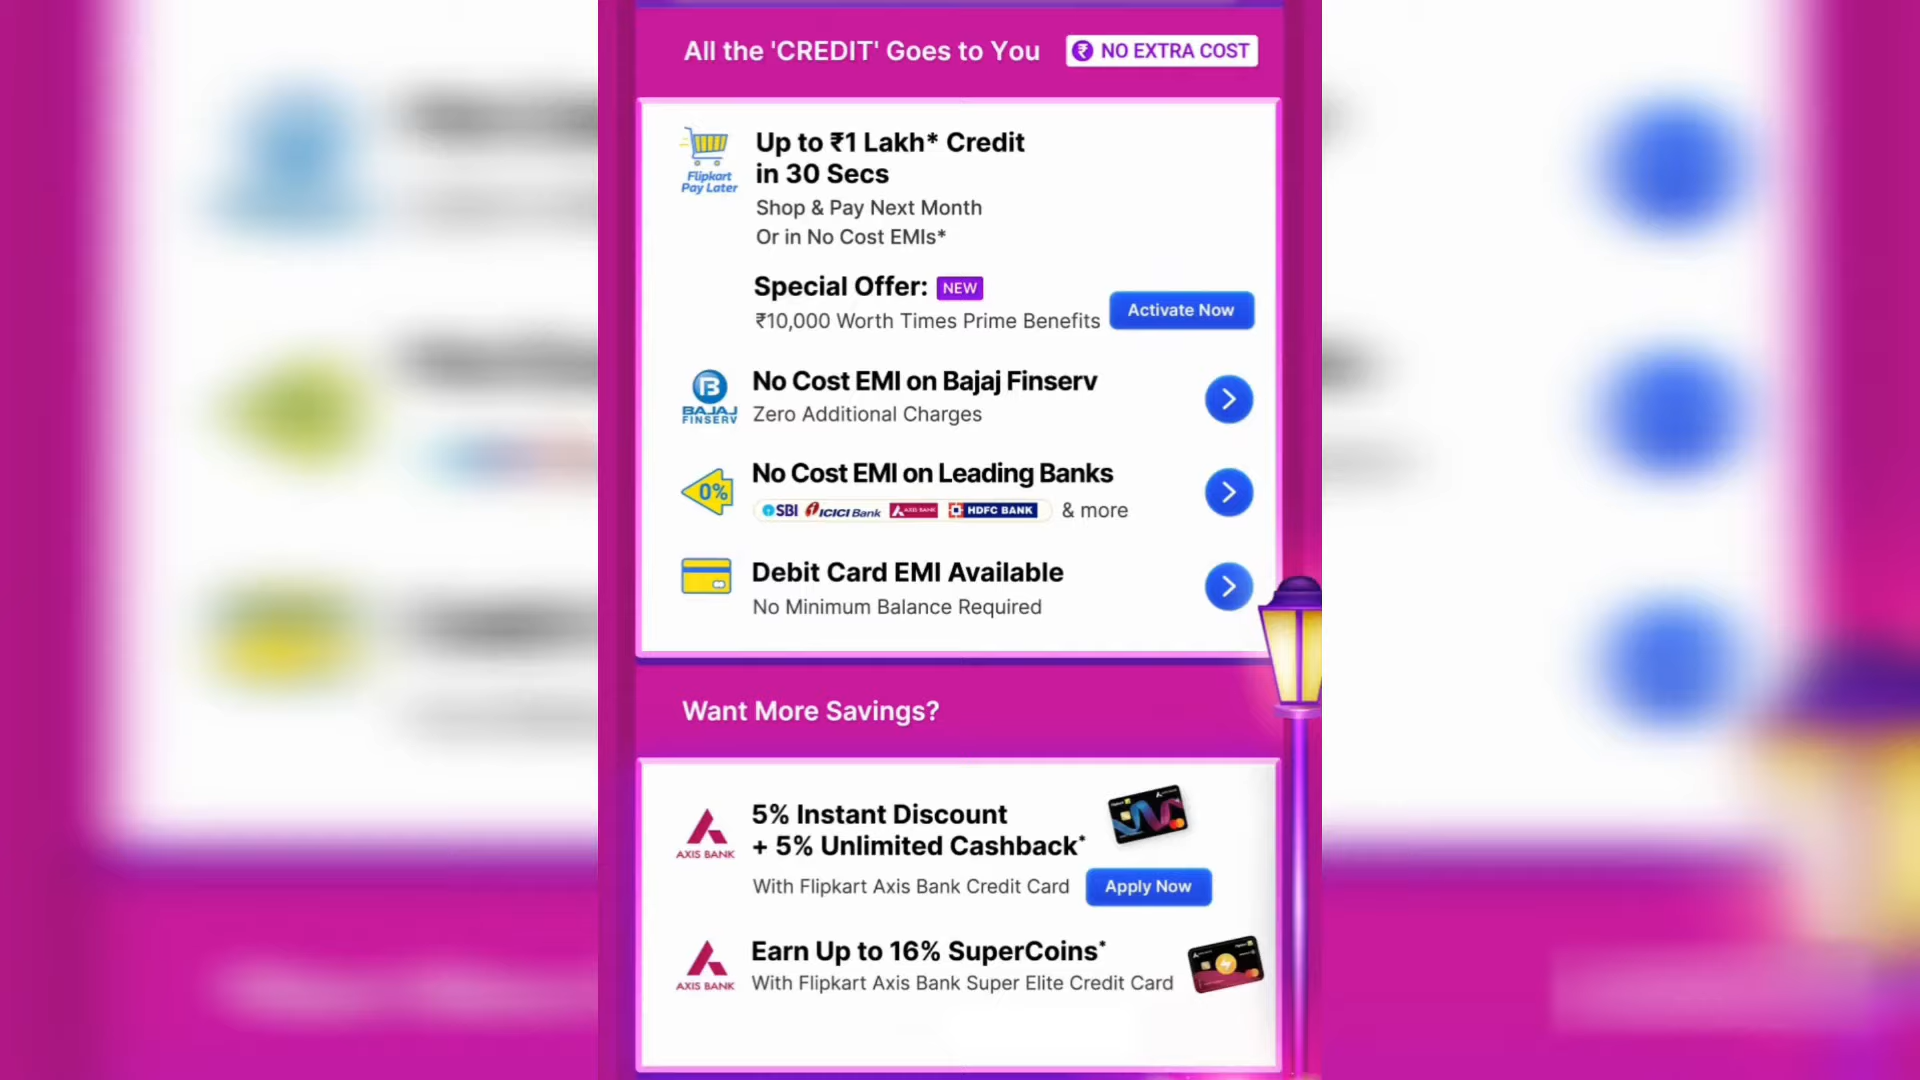 All the 'CREDIT' Goes to You
₹ NO EXTRA COST
Flipkart
Pay Later
Up to ₹1 Lakh* Credit
in 30 Secs
Shop & Pay Next Month
Or in No Cost EMIs*
Special Offer: NEW
₹10,000 Worth Times Prime Benefits
Activate Now
BAJAJ
FINSERV
No Cost EMI on Bajaj Finserv
Zero Additional Charges
0%
No Cost EMI on Leading Banks
SBI ICICI Bank AXIS BANK HDFC BANK & more
Debit Card EMI Available
No Minimum Balance Required
Want More Savings?
AXIS BANK
5% Instant Discount
+ 5% Unlimited Cashback*
With Flipkart Axis Bank Credit Card
Apply Now
AXIS BANK
Earn Up to 16% SuperCoins*
With Flipkart Axis Bank Super Elite Credit Card